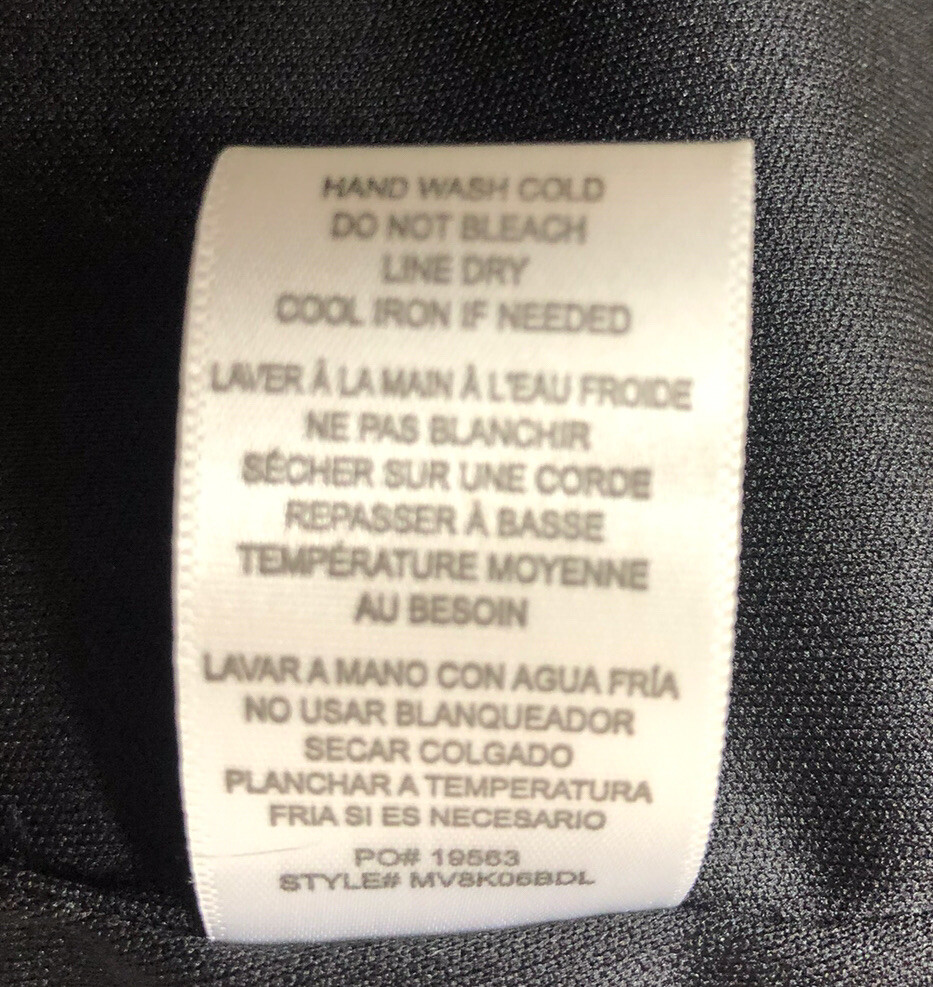 HAND WASH COLD
DO NOT BLEACH
LINE DRY
COOL IRON IF NEEDED
LAVER À LA MAIN À L'EAU FROIDE
NE PAS BLANCHIR
SÉCHER SUR UNE CORDE
REPASSER À BASSE
TEMPÉRATURE MOYENNE
AU BESOIN
LAVAR A MANO CON AGUA FRÍA
NO USAR BLANQUEADOR
SECAR COLGADO
PLANCHAR A TEMPERATURA
FRIA SI ES NECESARIO
PO# 19563
STYLE# MV8K06BDL